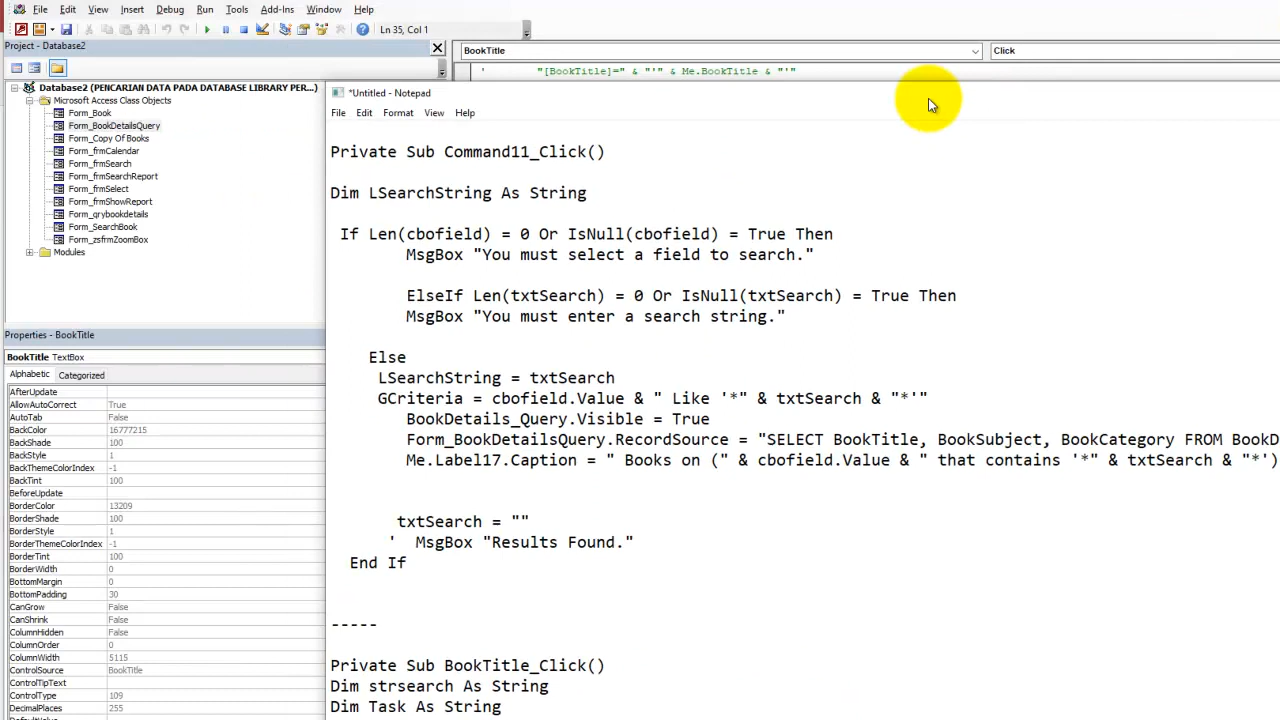 File Edit View Insert Debug Run Tools Add-Ins Window Help
Ln 35, Col 1
Project - Database2
BookTitle
Click
' "[BookTitle]=" & "'" & Me.BookTitle & "'"
Database2 (PENCARIAN DATA PADA DATABASE LIBRARY PER...
Microsoft Access Class Objects
Form_Book
Form_BookDetailsQuery
Form_Copy Of Books
Form_frmCalendar
Form_frmSearch
Form_frmSearchReport
Form_frmSelect
Form_frmShowReport
Form_qrybookdetails
Form_SearchBook
Form_zsfrmZoomBox
Modules
Properties - BookTitle
BookTitle TextBox
Alphabetic Categorized
AfterUpdate
AllowAutoCorrect True
AutoTab False
BackColor 16777215
BackShade 100
BackStyle 1
BackThemeColorIndex -1
BackTint 100
BeforeUpdate
BorderColor 13209
BorderShade 100
BorderStyle 1
BorderThemeColorIndex -1
BorderTint 100
BorderWidth 0
BottomMargin 0
BottomPadding 30
CanGrow False
CanShrink False
ColumnHidden False
ColumnOrder 0
ColumnWidth 5115
ControlSource BookTitle
ControlTipText
ControlType 109
DecimalPlaces 255
*Untitled - Notepad
File Edit Format View Help
Private Sub Command11_Click()
Dim LSearchString As String
If Len(cbofield) = 0 Or IsNull(cbofield) = True Then
MsgBox "You must select a field to search."
ElseIf Len(txtSearch) = 0 Or IsNull(txtSearch) = True Then
MsgBox "You must enter a search string."
Else
LSearchString = txtSearch
GCriteria = cbofield.Value & " Like '*" & txtSearch & "*'"
BookDetails_Query.Visible = True
Form_BookDetailsQuery.RecordSource = "SELECT BookTitle, BookSubject, BookCategory FROM BookD
Me.Label17.Caption = " Books on (" & cbofield.Value & " that contains '*" & txtSearch & "*')
txtSearch = ""
' MsgBox "Results Found."
End If
-----
Private Sub BookTitle_Click()
Dim strsearch As String
Dim Task As String